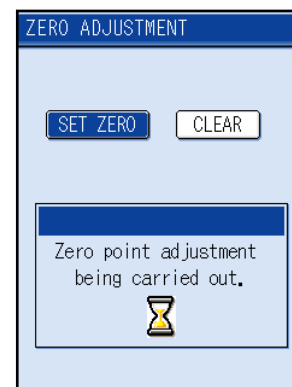 ZERO ADJUSTMENT
SET ZERO CLEAR
Zero point adjustment
being carried out.